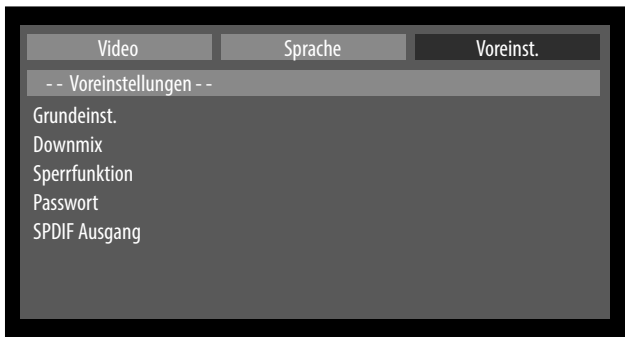 Video Sprache Voreinst.
- - Voreinstellungen - -
Grundeinst.
Downmix
Sperrfunktion
Passwort
SPDIF Ausgang